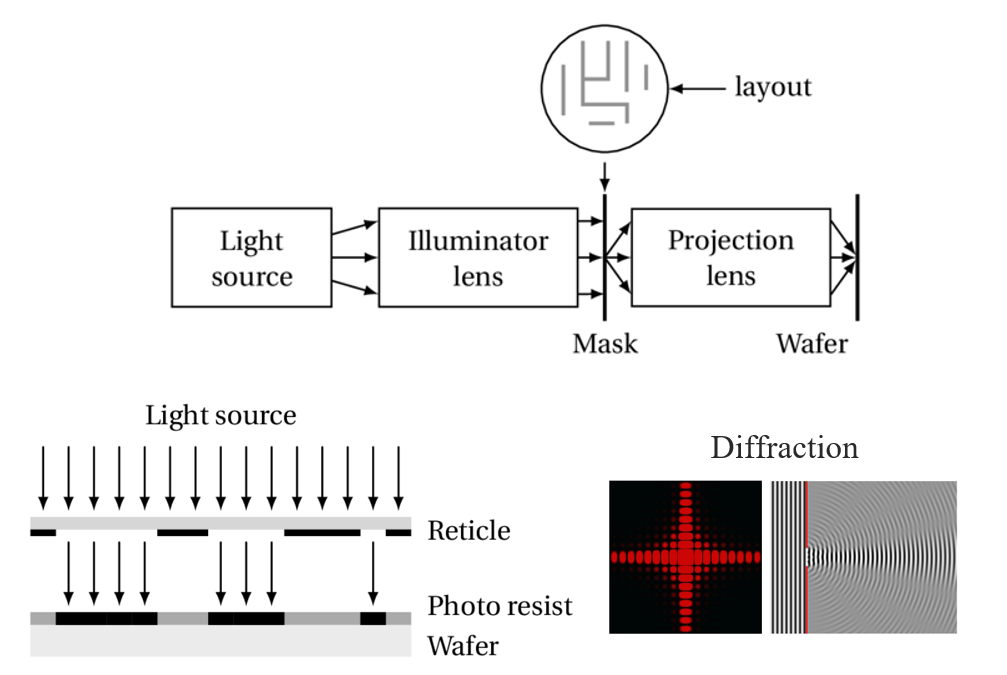 layout
Light
source
Illuminator
lens
Projection
lens
Mask
Wafer
Light source
Reticle
Photo resist
Wafer
Diffraction